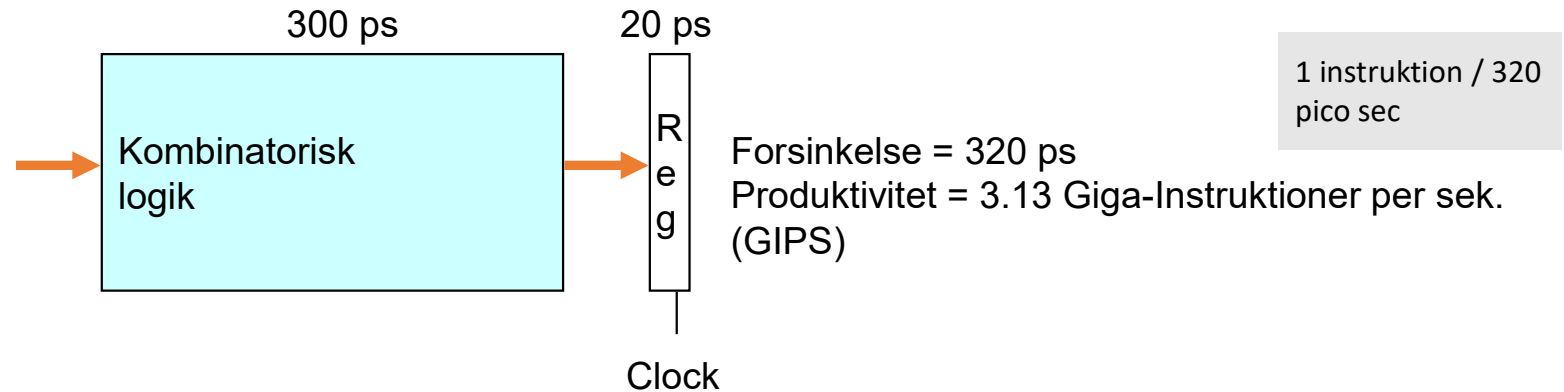 300 ps
20 ps
1 instruktion / 320
pico sec
Kombinatorisk
logik
R
e
g
Forsinkelse = 320 ps
Produktivitet = 3.13 Giga-Instruktioner per sek.
(GIPS)
Clock